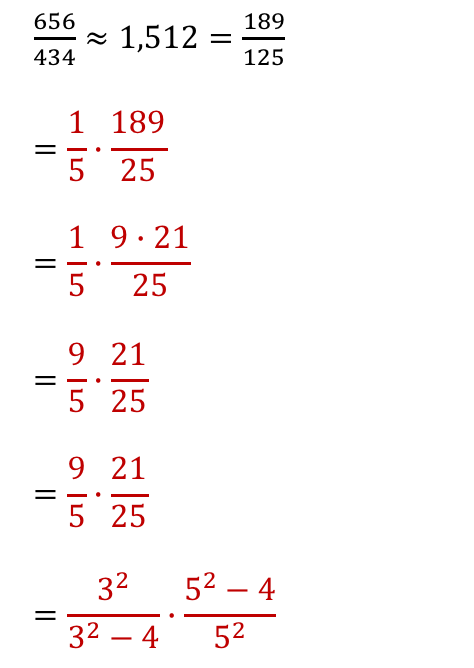 656/434 ≈ 1,512 = 189/125
= 1/5 · 189/25
= 1/5 · 9 · 21/25
= 9/5 · 21/25
= 9/5 · 21/25
= 3²/3² − 4 · 5² − 4/5²